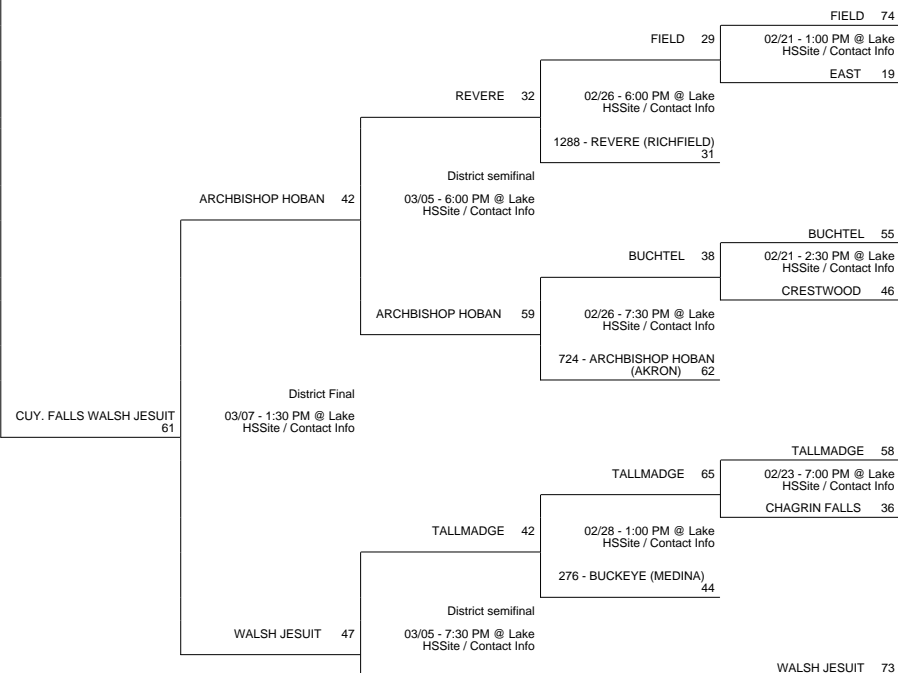 FIELD 74
FIELD 29
02/21 - 1:00 PM @ Lake
HSSite / Contact Info
EAST 19
REVERE 32
02/26 - 6:00 PM @ Lake
HSSite / Contact Info
1288 - REVERE (RICHFIELD)
31
District semifinal
ARCHBISHOP HOBAN 42
03/05 - 6:00 PM @ Lake
HSSite / Contact Info
BUCHTEL 55
BUCHTEL 38
02/21 - 2:30 PM @ Lake
HSSite / Contact Info
CRESTWOOD 46
ARCHBISHOP HOBAN 59
02/26 - 7:30 PM @ Lake
HSSite / Contact Info
724 - ARCHBISHOP HOBAN
(AKRON) 62
District Final
CUY. FALLS WALSH JESUIT
61
03/07 - 1:30 PM @ Lake
HSSite / Contact Info
TALLMADGE 58
TALLMADGE 65
02/23 - 7:00 PM @ Lake
HSSite / Contact Info
CHAGRIN FALLS 36
TALLMADGE 42
02/28 - 1:00 PM @ Lake
HSSite / Contact Info
276 - BUCKEYE (MEDINA)
44
District semifinal
WALSH JESUIT 47
03/05 - 7:30 PM @ Lake
HSSite / Contact Info
WALSH JESUIT 73